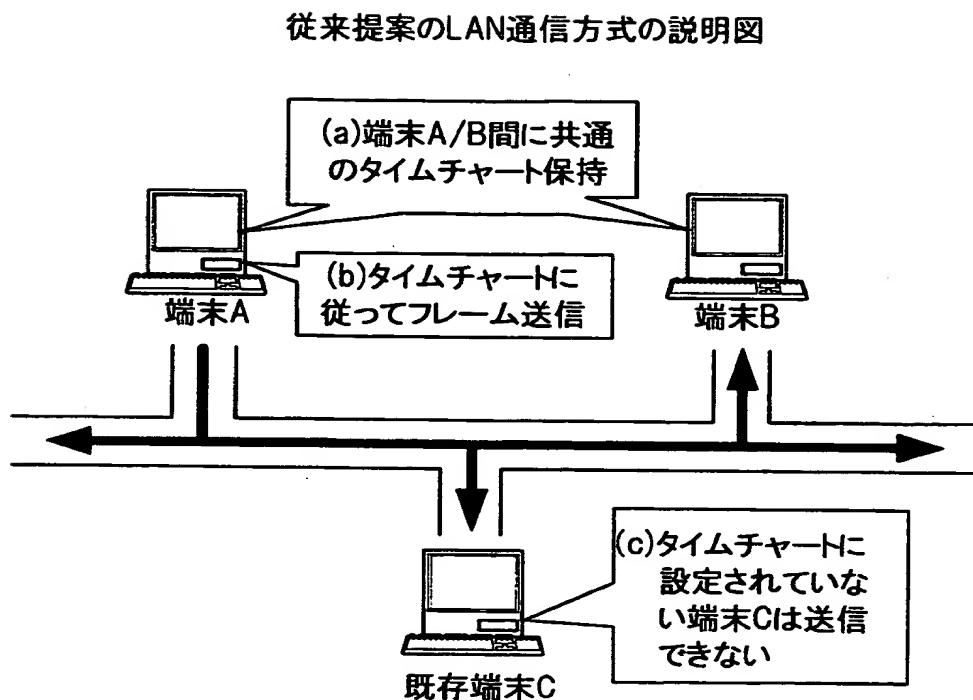 従来提案のLAN通信方式の説明図
(a)端末A/B間に共通
のタイムチャート保持
(b)タイムチャートに
従ってフレーム送信
端末A
端末B
(c)タイムチャートに
設定されていな
い端末Cは送信
できない
既存端末C